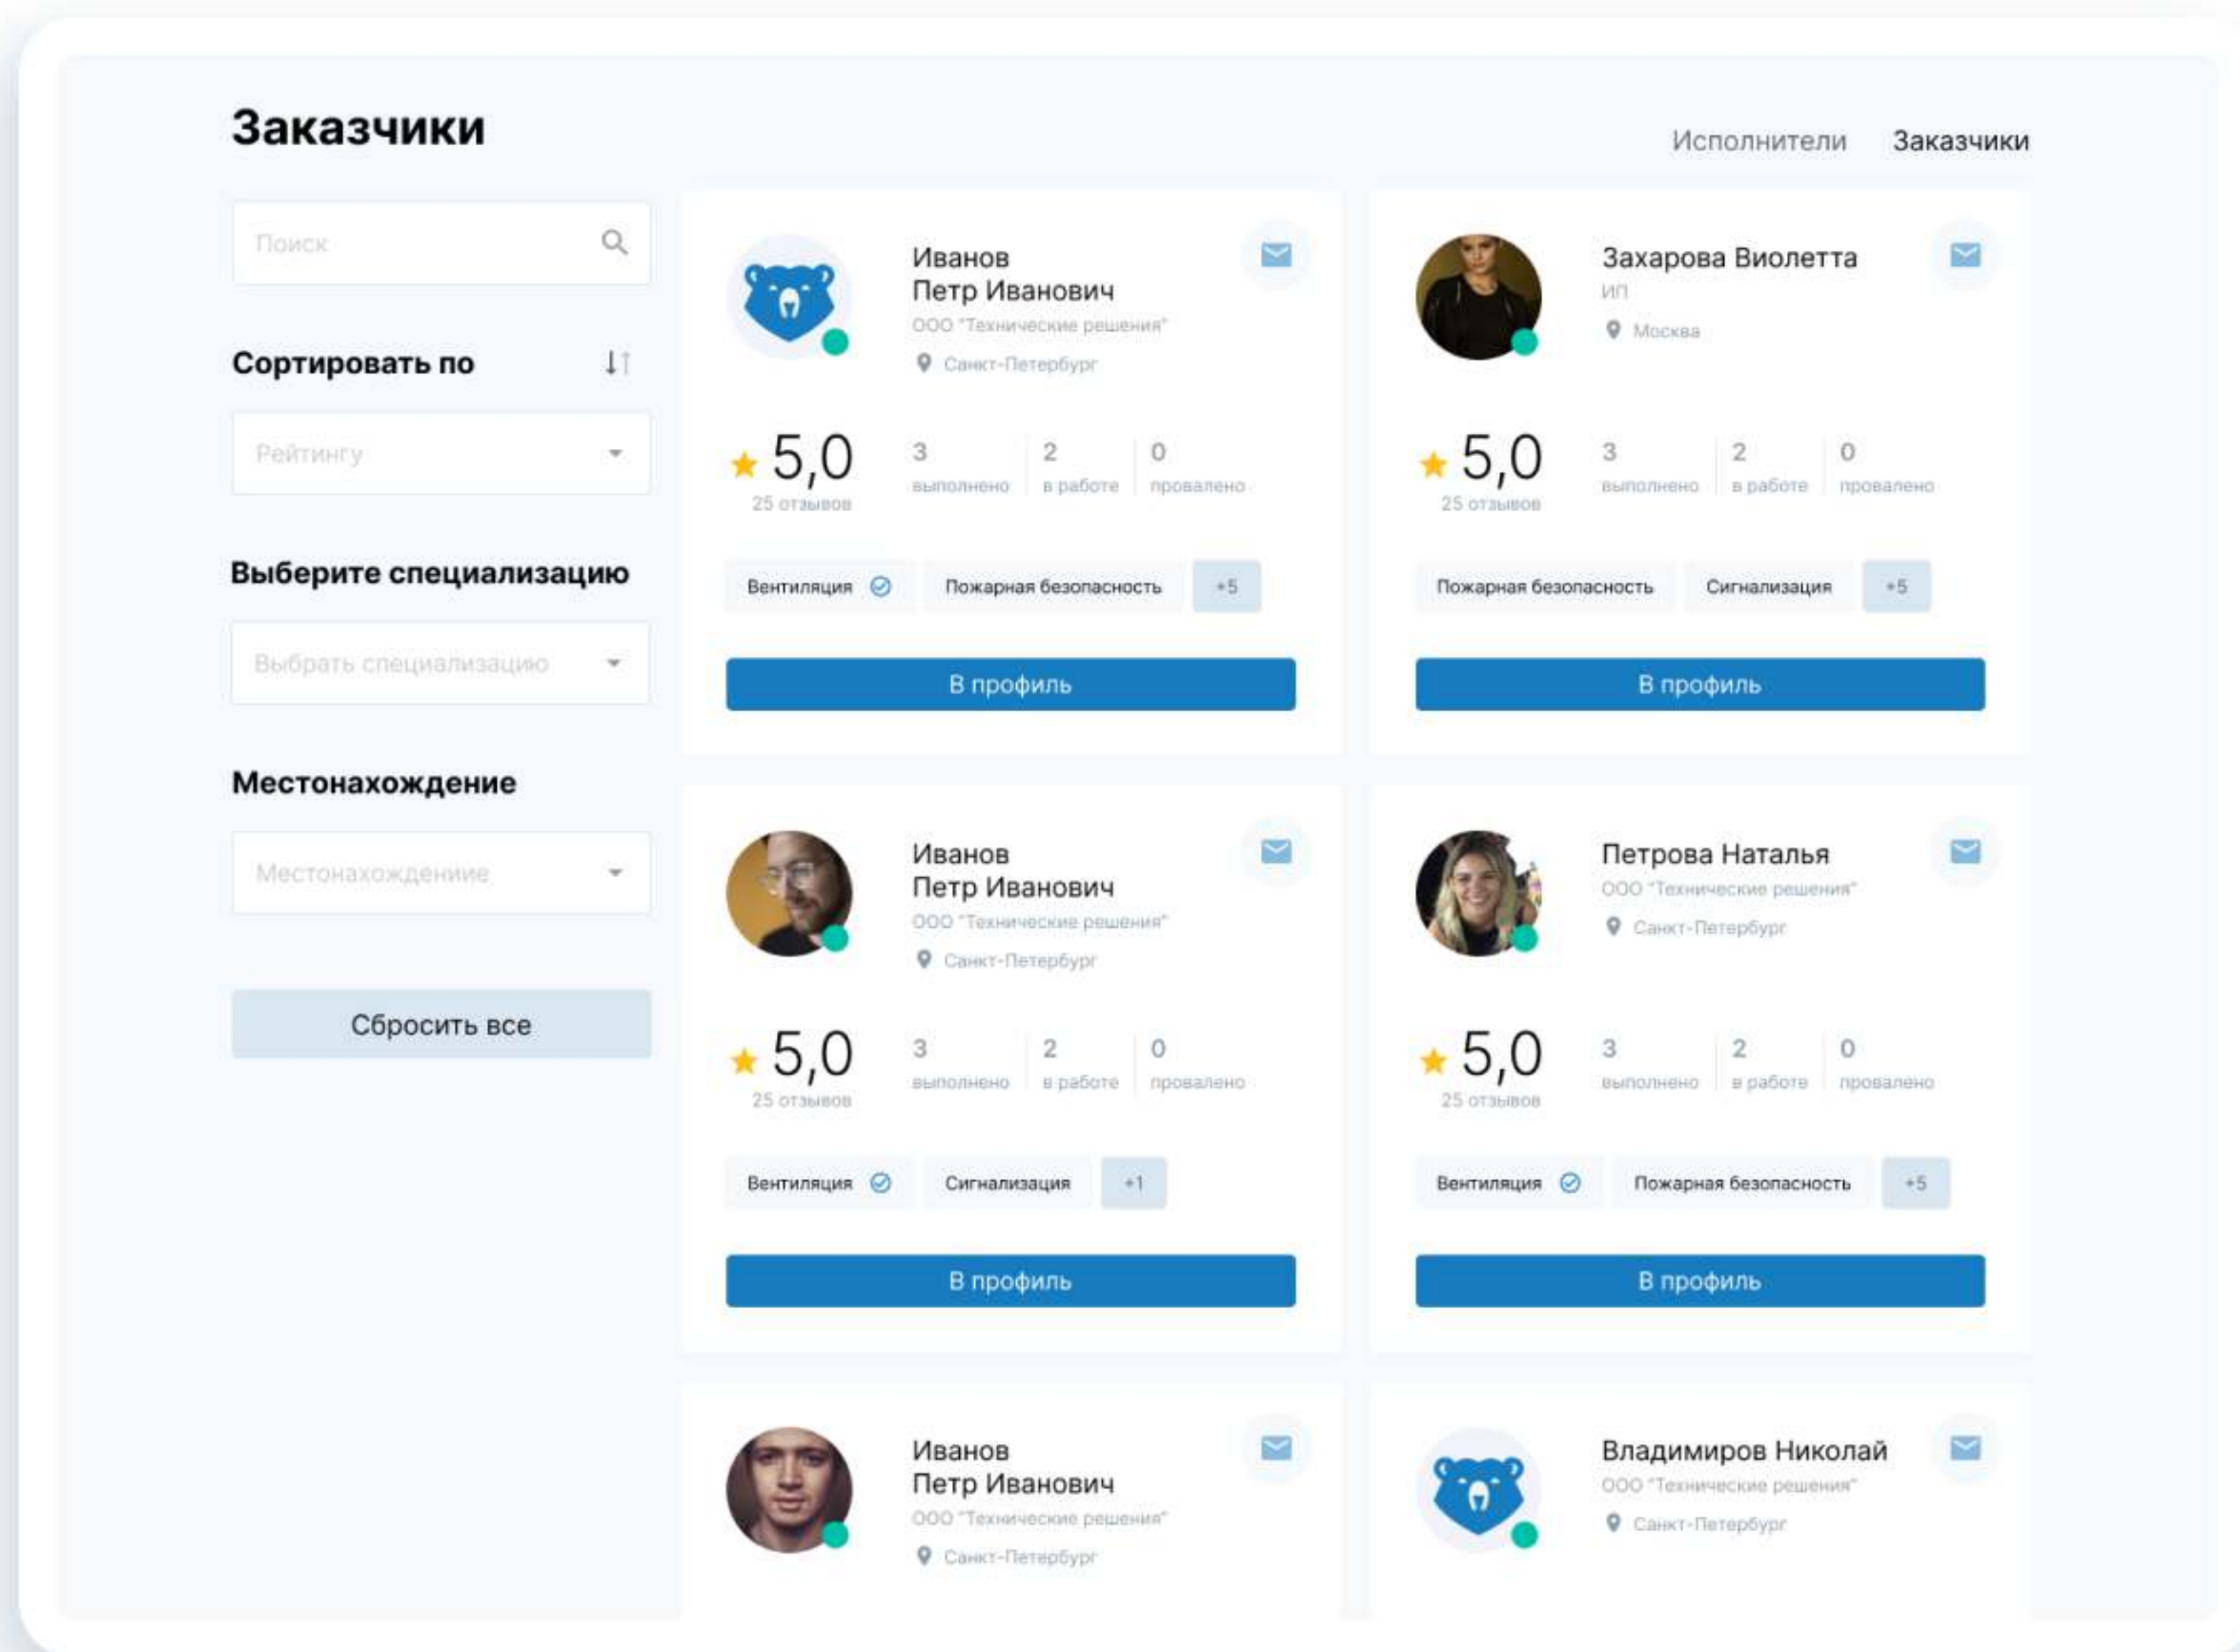 Заказчики
Исполнители
Заказчики
Поиск
Сортировать по
Рейтингу
Выберите специализацию
Выбрать специализацию
Местонахождение
Местонахождениие
Сбросить все
Иванов
Петр Иванович
ООО "Технические решения"
Санкт-Петербург
5,0
25 отзывов
3
выполнено
2
в работе
0
провалено
Вентиляция
Пожарная безопасность
+5
В профиль
Захарова Виолетта
ИП
Москва
5,0
25 отзывов
3
выполнено
2
в работе
0
провалено
Пожарная безопасность
Сигнализация
+5
В профиль
Иванов
Петр Иванович
ООО "Технические решения"
Санкт-Петербург
5,0
25 отзывов
3
выполнено
2
в работе
0
провалено
Вентиляция
Сигнализация
+1
В профиль
Петрова Наталья
ООО "Технические решения"
Санкт-Петербург
5,0
25 отзывов
3
выполнено
2
в работе
0
провалено
Вентиляция
Пожарная безопасность
+5
В профиль
Иванов
Петр Иванович
ООО "Технические решения"
Санкт-Петербург
Владимиров Николай
ООО "Технические решения"
Санкт-Петербург